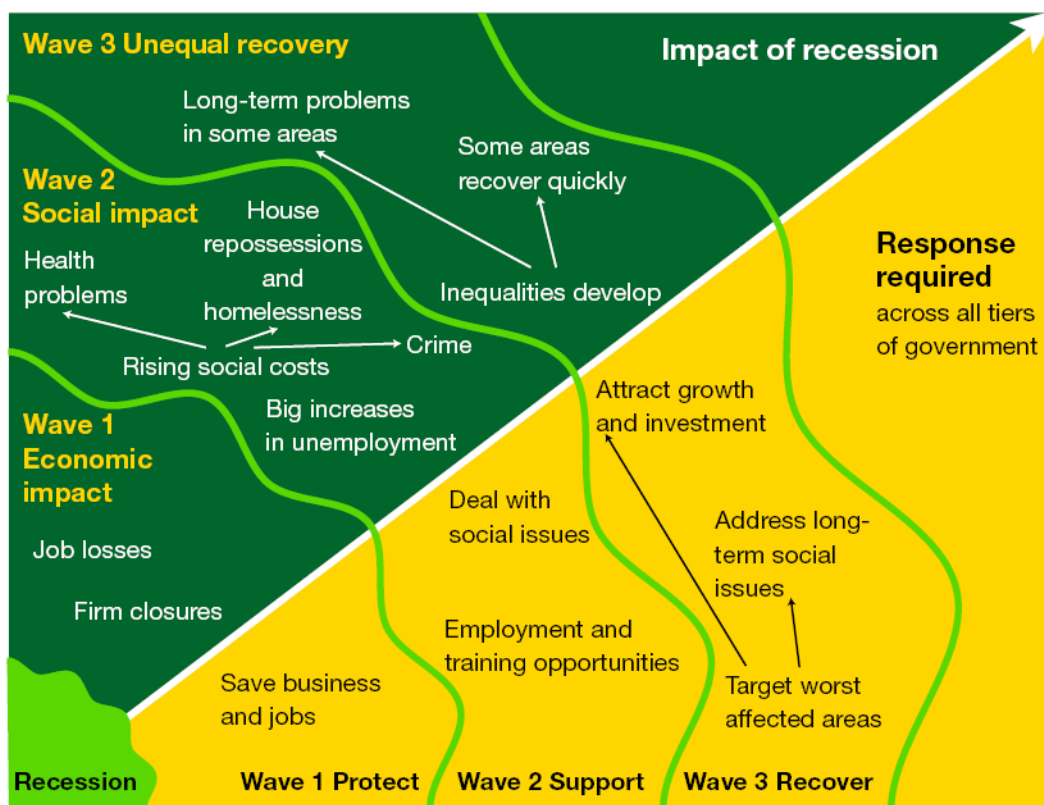 Wave 3 Unequal recovery
Impact of recession
Long-term problems
in some areas
Some areas
recover quickly
Wave 2
Social impact
House
repossessions
and
homelessness
Health
problems
Inequalities develop
Crime
Rising social costs
Big increases
in unemployment
Wave 1
Economic
impact
Job losses
Firm closures
Response
required
across all tiers
of government
Attract growth
and investment
Deal with
social issues
Address long-
term social
issues
Employment and
training opportunities
Save business
and jobs
Target worst
affected areas
Recession
Wave 1 Protect
Wave 2 Support
Wave 3 Recover